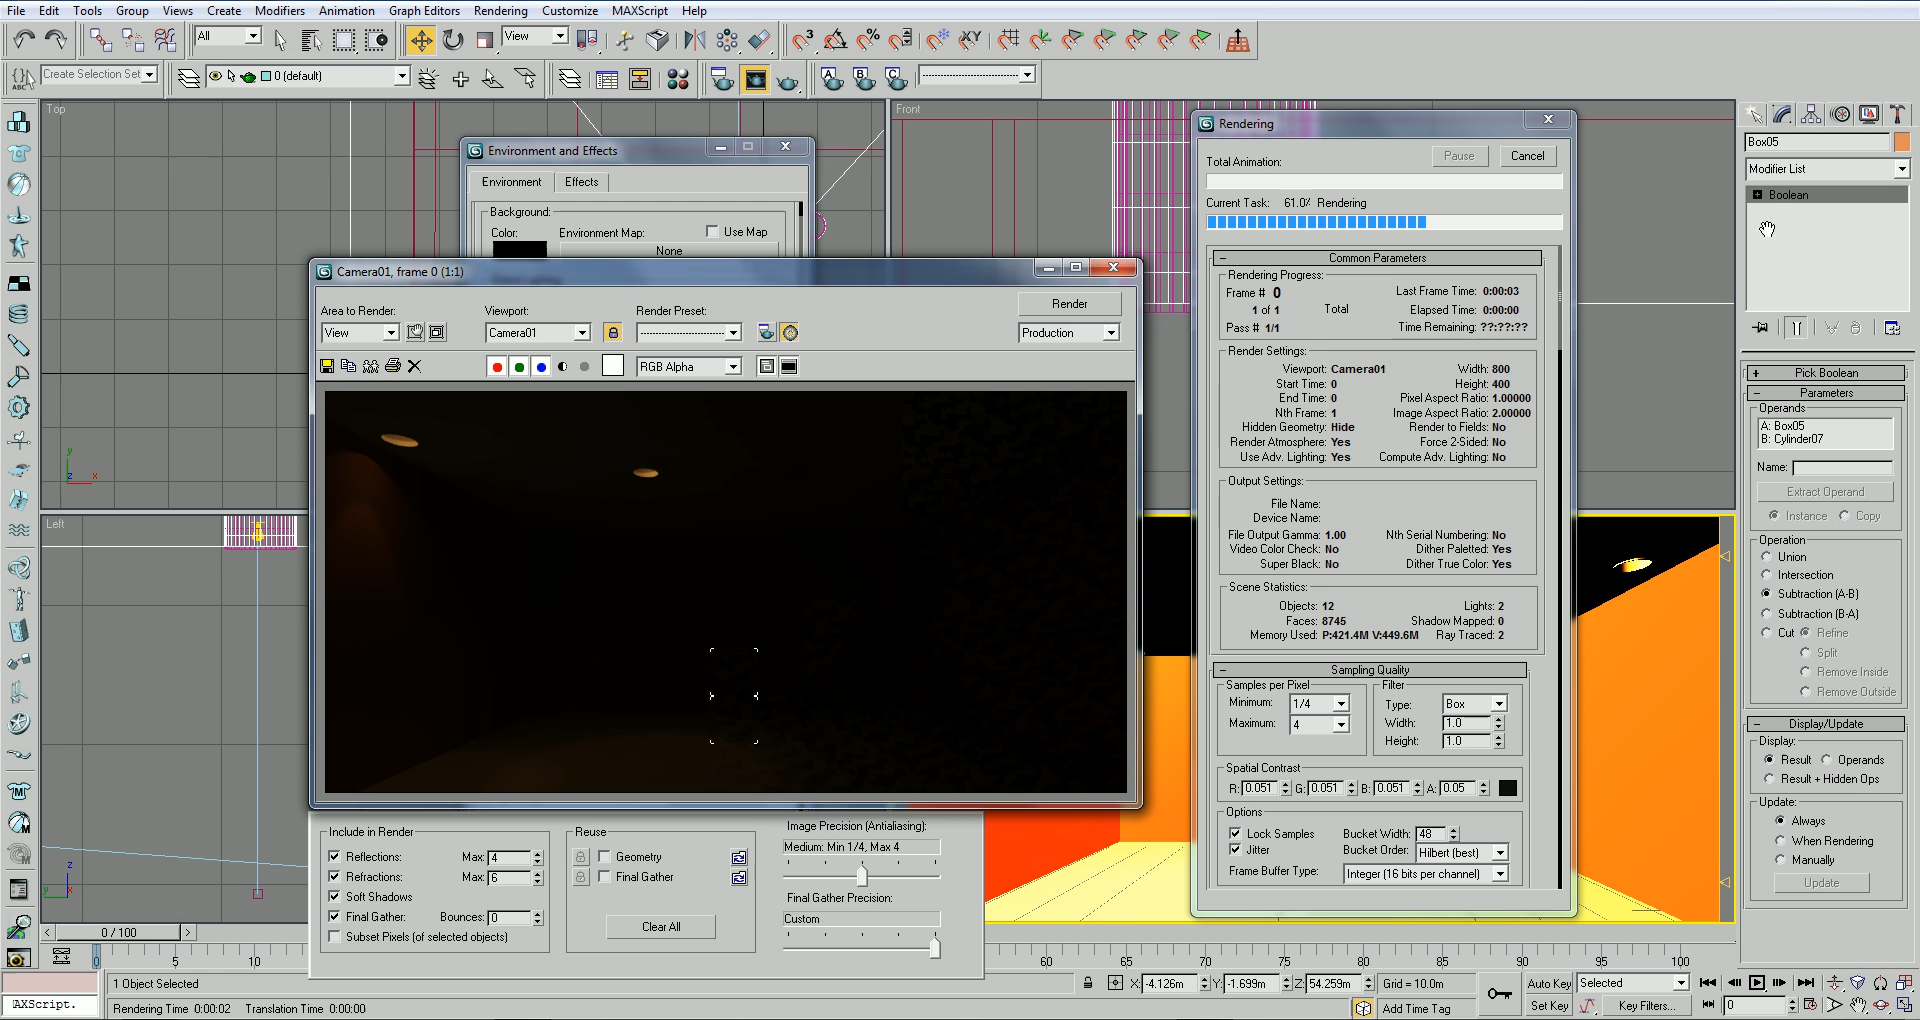 File Edit Tools Group Views Create Modifiers Animation Graph Editors Rendering Customize MAXScript Help
All View 3 % XY
ABC Create Selection Set 0 (default) A B C
Top
Front
Environment and Effects
Environment Effects
Background:
Color: Environment Map: Use Map
None
Camera01, frame 0 (1:1)
Area to Render: Viewport: Render Preset: Render
View Camera01 Production
RGB Alpha
Left
Include in Render
Reflections: Max: 4
Refractions: Max: 6
Soft Shadows
Final Gather: Bounces: 0
Subset Pixels (of selected objects)
Reuse
Geometry
Final Gather
Clear All
Image Precision (Antialiasing):
Medium: Min 1/4, Max 4
Final Gather Precision:
Custom
Rendering
Total Animation: Pause Cancel
Current Task: 61.0% Rendering
Common Parameters
Rendering Progress:
Frame # 0 Last Frame Time: 0:00:03
1 of 1 Total Elapsed Time: 0:00:00
Pass # 1/1 Time Remaining: ??:??:??
Render Settings:
Viewport: Camera01 Width: 800
Start Time: 0 Height: 400
End Time: 0 Pixel Aspect Ratio: 1.00000
Nth Frame: 1 Image Aspect Ratio: 2.00000
Hidden Geometry: Hide Render to Fields: No
Render Atmosphere: Yes Force 2-Sided: No
Use Adv. Lighting: Yes Compute Adv. Lighting: No
Output Settings:
File Name:
Device Name:
File Output Gamma: 1.00 Nth Serial Numbering: No
Video Color Check: No Dither Paletted: Yes
Super Black: No Dither True Color: Yes
Scene Statistics:
Objects: 12 Lights: 2
Faces: 8745 Shadow Mapped: 0
Memory Used: P:421.4M V:449.6M Ray Traced: 2
Sampling Quality
Samples per Pixel Filter
Minimum: 1/4 Type: Box
Maximum: 4 Width: 1.0
Height: 1.0
Spatial Contrast
R: 0.051 G: 0.051 B: 0.051 A: 0.05
Options
Lock Samples Bucket Width: 48
Jitter Bucket Order: Hilbert (best)
Frame Buffer Type: Integer (16 bits per channel)
Box05
Modifier List
Boolean
Pick Boolean
Parameters
Operands
A: Box05
B: Cylinder07
Name:
Extract Operand
Instance Copy
Operation
Union
Intersection
Subtraction (A-B)
Subtraction (B-A)
Cut Refine
Split
Remove Inside
Remove Outside
Display/Update
Display:
Result Operands
Result + Hidden Ops
Update:
Always
When Rendering
Manually
Update
0 / 100
0 5 10 60 65 70 75 80 85 90 95 100
1 Object Selected X: -4.126m Y: -1.699m Z: 54.259m Grid = 10.0m Auto Key Selected
AXScript. Rendering Time 0:00:02 Translation Time 0:00:00 Add Time Tag Set Key Key Filters... 0